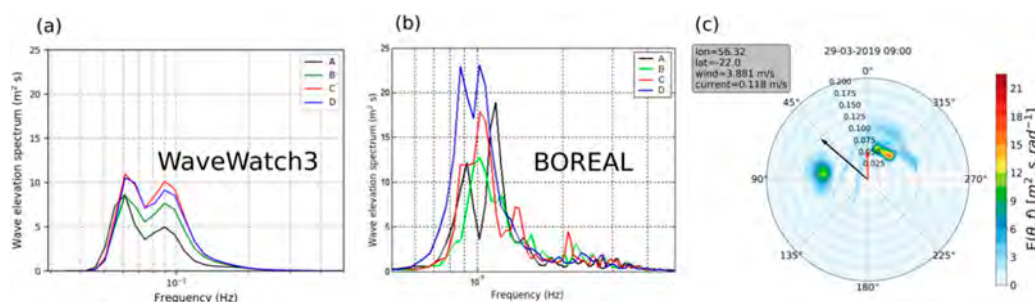 (a)
WaveWatch3
Wave elevation spectrum (m² s)
25
20
15
10
5
0
10⁻¹
Frequency (Hz)
A
B
C
D
(b)
BOREAL
Wave elevation spectrum (m² s)
25
20
15
10
5
0
Frequency (Hz)
A
B
C
D
(c)
lon=56.32
lat=-22.0
wind=3.881 m/s
current=0.118 m/s
29-03-2019 09:00
0°
45°
315°
90°
270°
135°
225°
180°
0.200
0.175
0.150
0.125
0.100
0.075
0.050
0.025
21
18
15
12
9
6
3
0
E(θ, f) [m² s rad⁻¹]